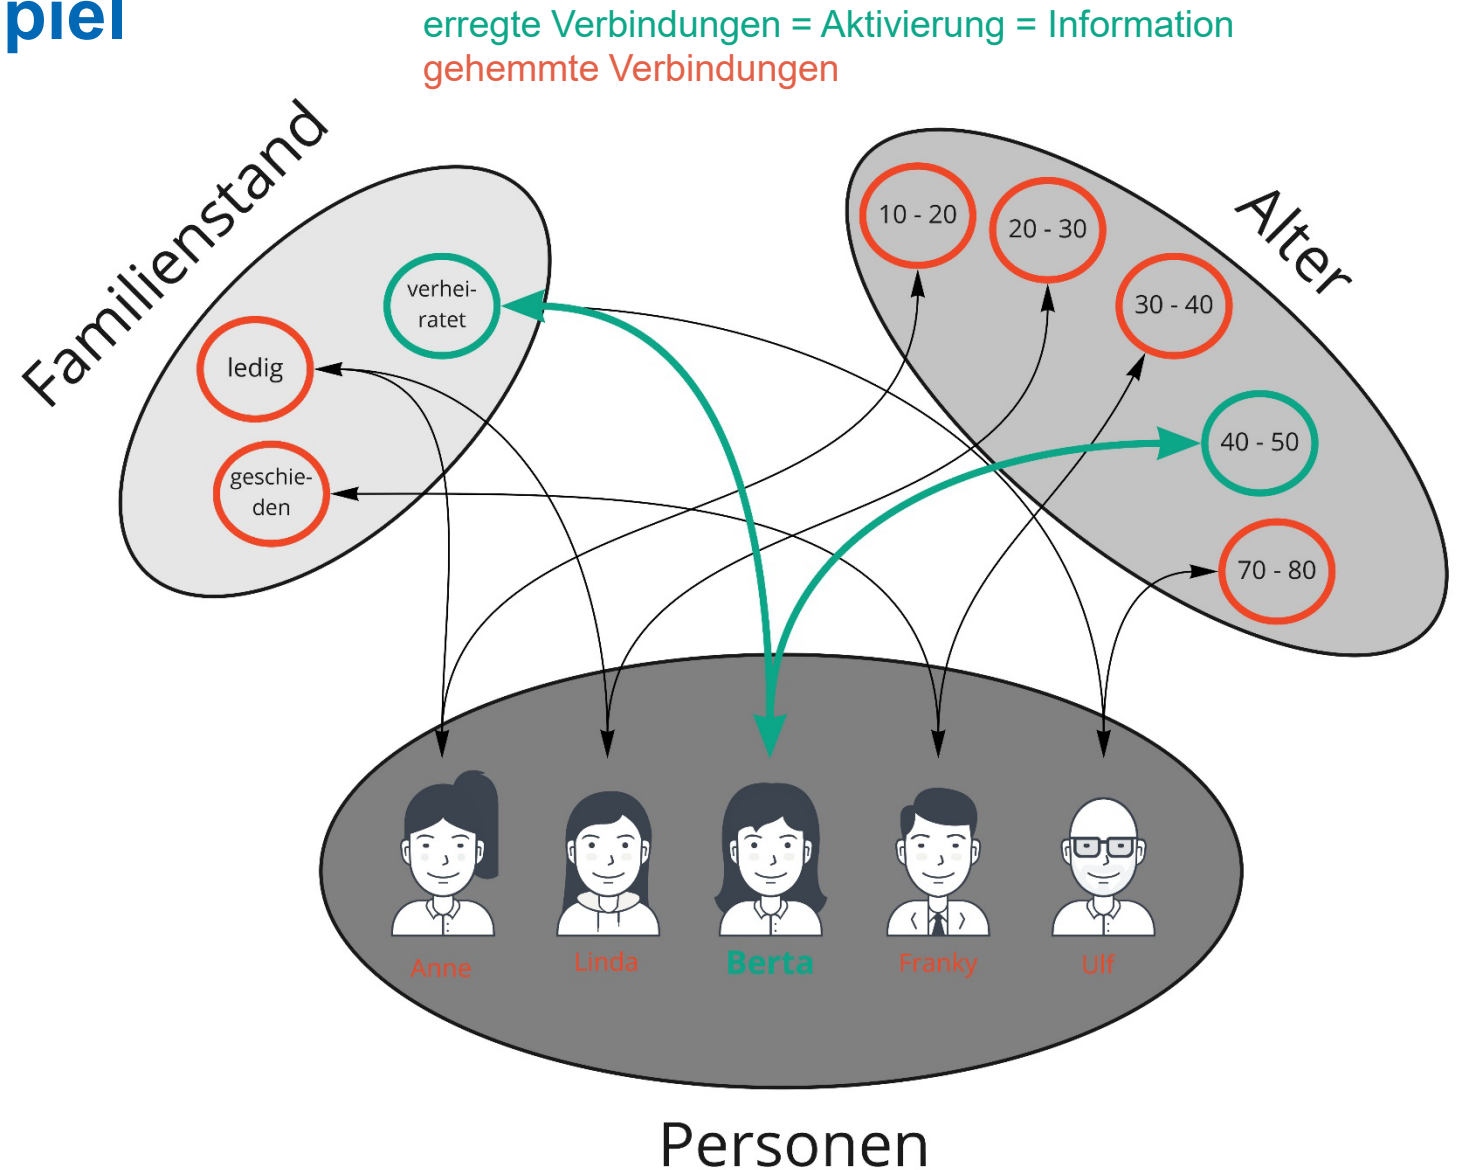 piel
erregte Verbindungen = Aktivierung = Information
gehemmte Verbindungen
Familienstand
verhei-
ratet
ledig
geschie-
den
Alter
10 - 20
20 - 30
30 - 40
40 - 50
70 - 80
Anne
Linda
Berta
Franky
Ulf
Personen